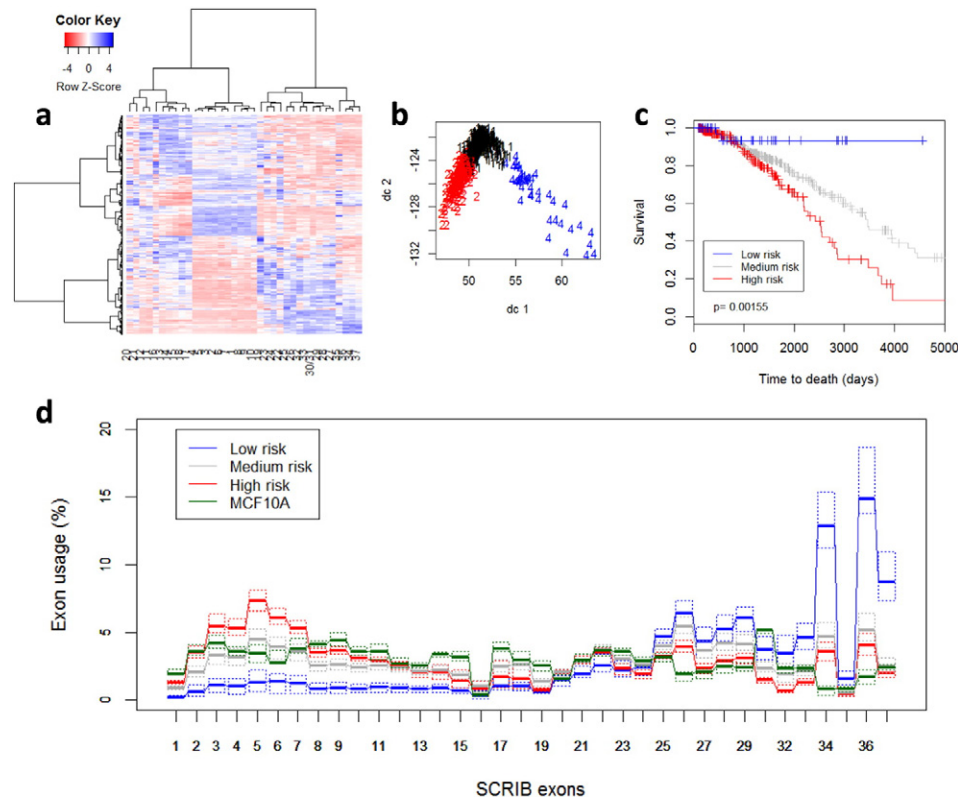 Color Key
-4 0 4
Row Z-Score
a
b
-124
-128
-132
dc 2
50 55 60
dc 1
c
1.0
0.8
0.6
0.4
0.2
0.0
Survival
Low risk
Medium risk
High risk
p= 0.00155
0 1000 2000 3000 4000 5000
Time to death (days)
d
20
15
10
5
0
Exon usage (%)
Low risk
Medium risk
High risk
MCF10A
1 2 3 4 5 6 7 8 9 11 13 15 17 19 21 23 25 27 29 32 34 36
SCRIB exons